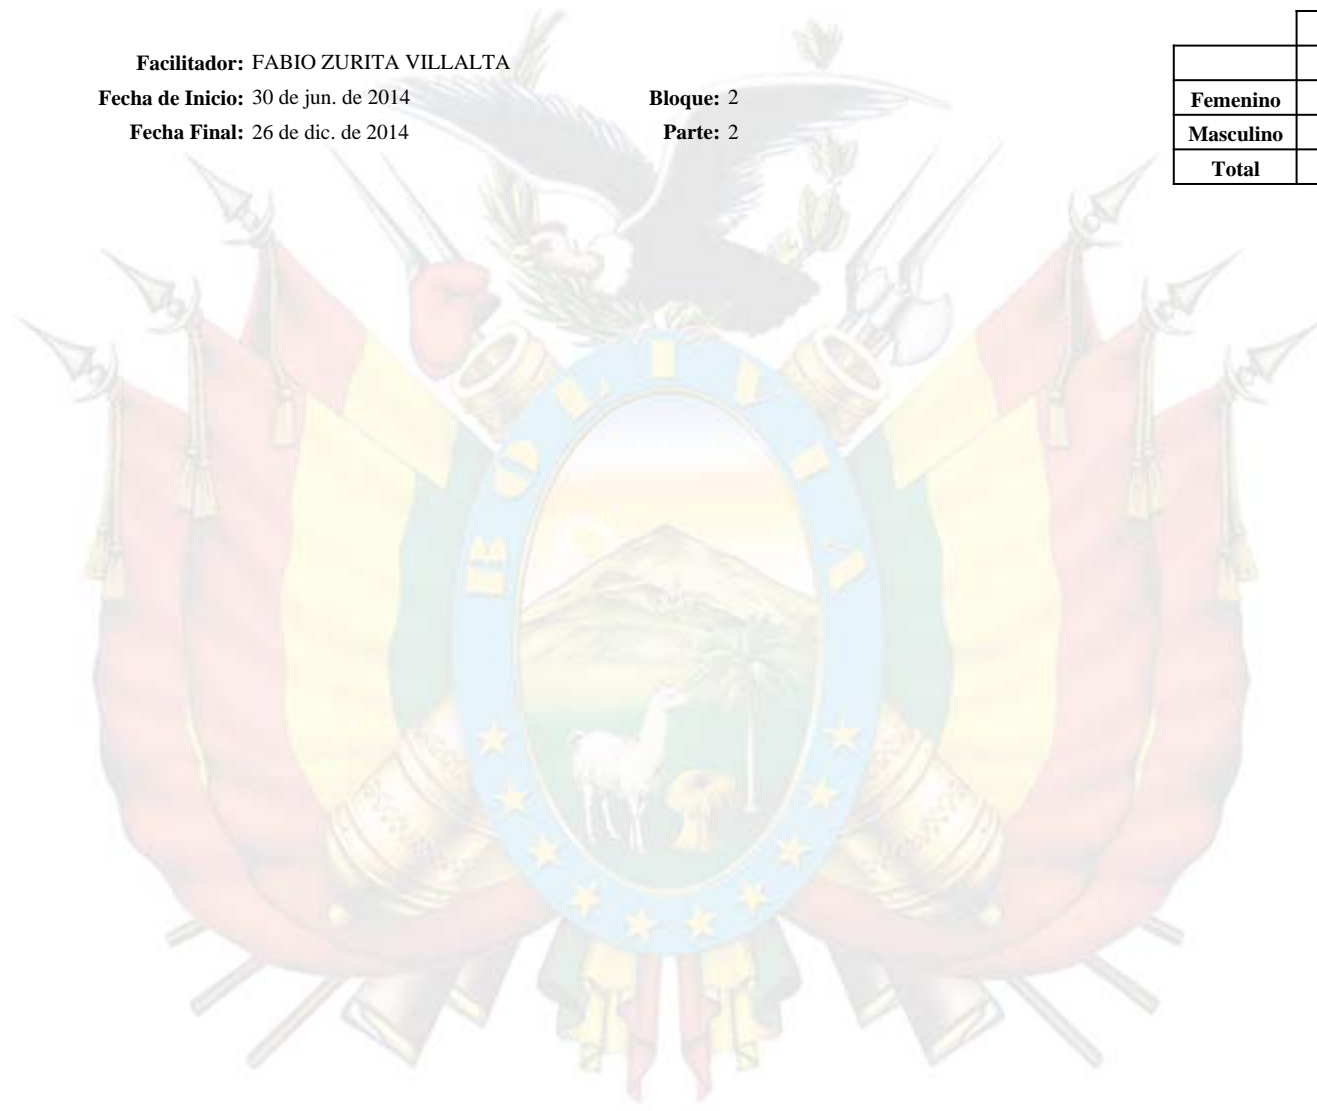 Facilitador: FABIO ZURITA VILLALTA
Fecha de Inicio: 30 de jun. de 2014 Bloque: 2
Fecha Final: 26 de dic. de 2014 Parte: 2
Femenino
Masculino
Total
BOLIVIA